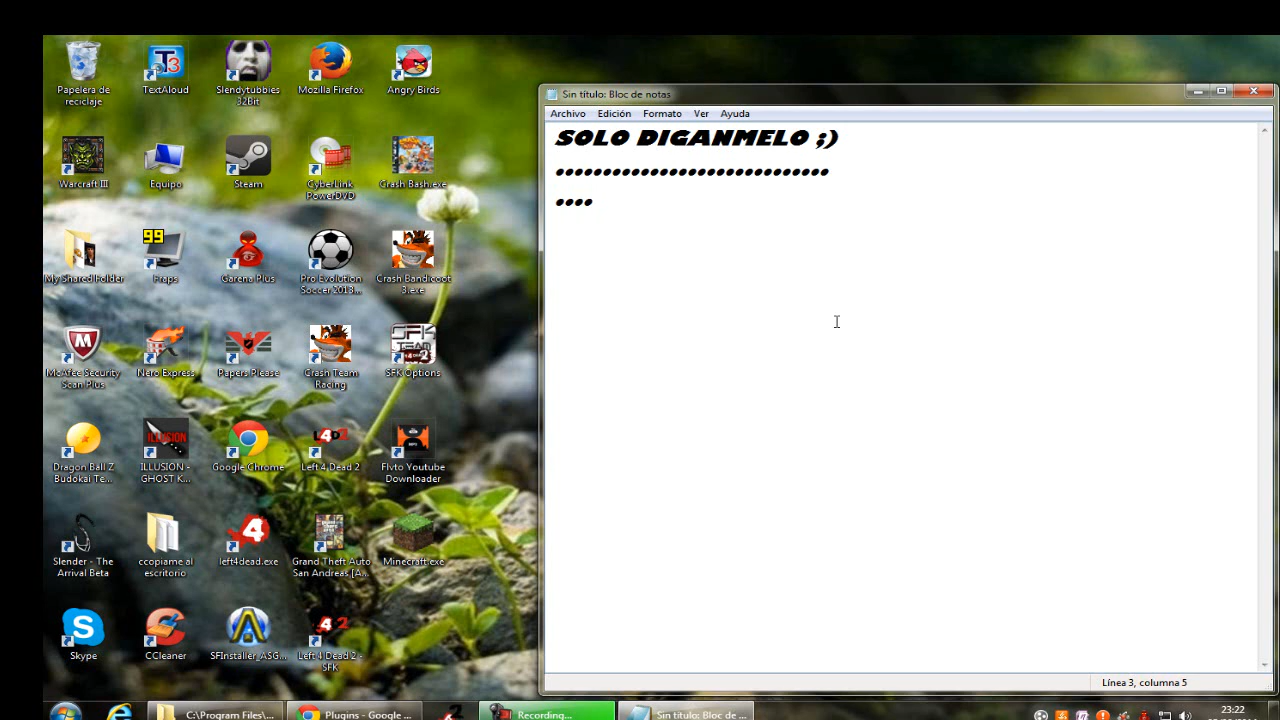 Papelera de
reciclaje
TextAloud
Slendytubbies
32Bit
Mozilla Firefox
Angry Birds
Warcraft III
Equipo
Steam
CyberLink
PowerDVD
Crash Bash.exe
My Shared Folder
99
Fraps
Garena Plus
Pro Evolution
Soccer 2013...
Crash Bandicoot
3.exe
McAfee Security
Scan Plus
Nero Express
Papers Please
Crash Team
Racing
SFK
TEAM
SFK Options
Dragon Ball Z
Budokai Te...
ILLUSION
ILLUSION -
GHOST K...
Google Chrome
Left 4 Dead 2
Flvto Youtube
Downloader
Slender - The
Arrival Beta
ccopiame al
escritorio
left4dead.exe
Grand Theft Auto
San Andreas [A...
Minecraft.exe
Skype
CCleaner
SFInstaller_ASG...
Left 4 Dead 2 -
SFK
Sin título: Bloc de notas
Archivo Edición Formato Ver Ayuda
SOLO DIGANMELO ;)
.............................
....
Línea 3, columna 5
C:\Program Files\...
Plugins - Google ...
Recording...
Sin título: Bloc de ...
23:22